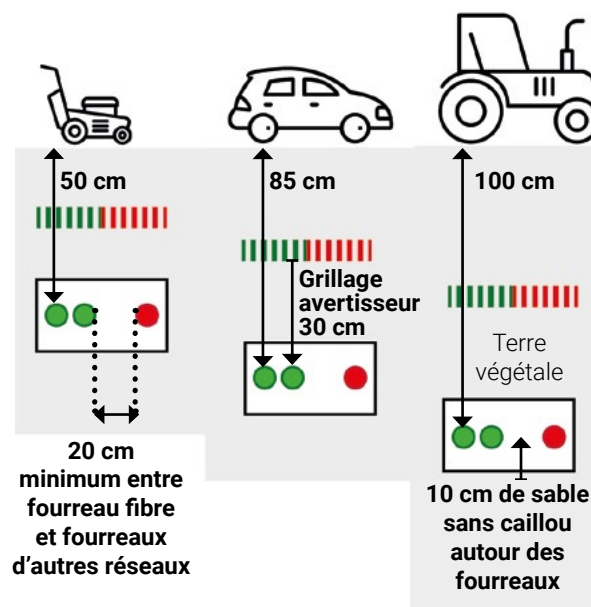 50 cm
85 cm
100 cm
Grillage
avertisseur
30 cm
Terre
végétale
20 cm
minimum entre
fourreau fibre
et fourreaux
d'autres réseaux
10 cm de sable
sans caillou
autour des
fourreaux